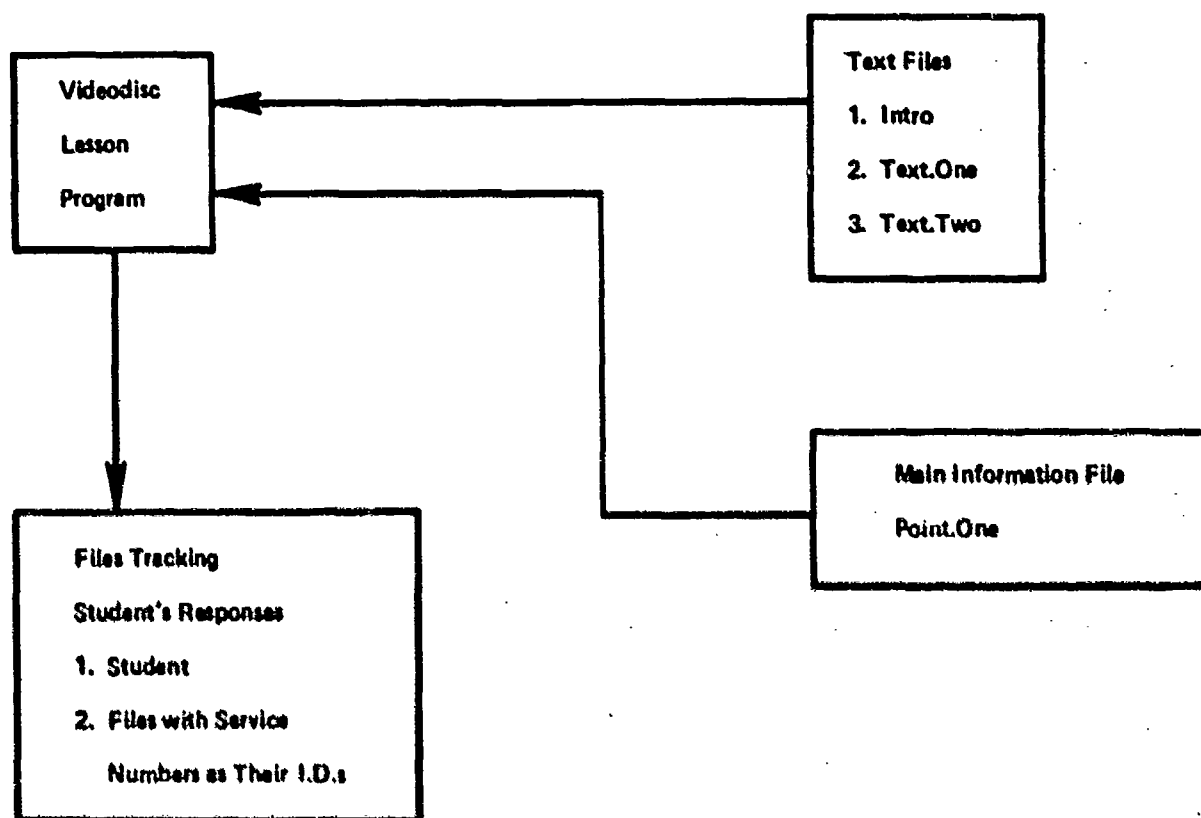 Videodisc
Lesson
Program
Text Files
1. Intro
2. Text.One
3. Text.Two
Main Information File
Point.One
Files Tracking
Student's Responses
1. Student
2. Files with Service
Numbers as Their I.D.s